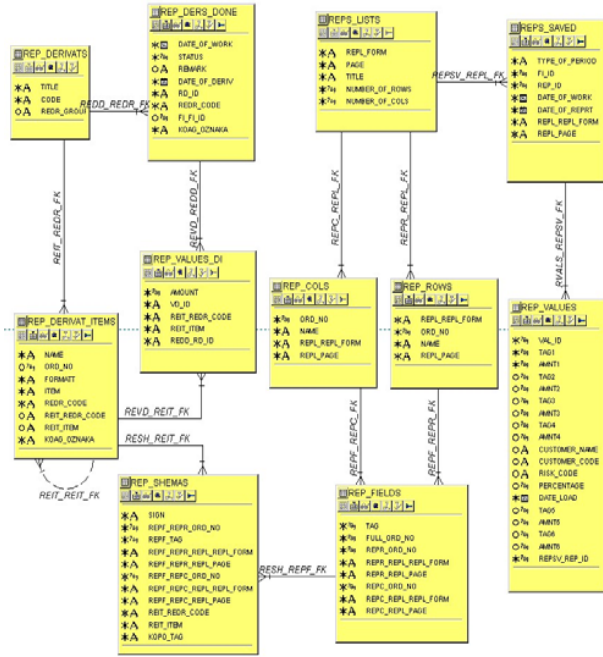 REP_DERIVATS
TITLE
CODE
REDR_GROUI
REDD_REDR_FK
REP_DERS_DONE
DATE_OF_WORK
STATUS
REMARK
DATE_OF_DERIV
RD_ID
REDR_CODE
FI_FI_ID
KOAG_OZNAKA
REPS_LISTS
REPL_FORM
PAGE
TITLE
NUMBER_OF_ROWS
NUMBER_OF_COLS
REPSV_REPL_FK
REPS_SAVED
TYPE_OF_PERIOD
FI_ID
REP_ID
DATE_OF_WORK
DATE_OF_REPRT
REPL_REPL_FORM
REPL_PAGE
REIT_REDR_FK
REVD_REDD_FK
REPC_REPL_FK
REPR_REPL_FK
RVALS_REPSV_FK
REP_VALUES_DI
AMOUNT
VD_ID
REIT_REDR_CODE
REIT_ITEM
REDD_RD_ID
REP_COLS
ORD_NO
NAME
REPL_REPL_FORM
REPL_PAGE
REP_ROWS
REPL_REPL_FORM
ORD_NO
NAME
REPL_PAGE
REP_VALUES
VAL_ID
TAG1
AMNT1
TAG2
AMNT2
TAG3
AMNT3
TAG4
AMNT4
CUSTOMER_NAME
CUSTOMER_CODE
RISK_CODE
PERCENTAGE
DATE_LOAD
TAG5
AMNT5
TAG6
AMNT6
REPSV_REP_ID
REP_DERIVAT_ITEMS
NAME
ORD_NO
FORMATT
ITEM
REDR_CODE
REIT_REDR_CODE
REIT_ITEM
KOAG_OZNAKA
REVD_REIT_FK
RESH_REIT_FK
REIT_REIT_FK
REPF_REPC_FK
REPF_REPR_FK
REP_SHEMAS
SIGN
REPF_REPR_ORD_NO
REPF_TAG
REPF_REPR_REPL_REPL_FORM
REPF_REPR_REPL_PAGE
REPF_REPC_ORD_NO
REPF_REPC_REPL_REPL_FORM
REPF_REPC_REPL_PAGE
REIT_REDR_CODE
REIT_ITEM
KOPO_TAG
RESH_REPF_FK
REP_FIELDS
TAG
FULL_ORD_NO
REPR_ORD_NO
REPR_REPL_REPL_FORM
REPR_REPL_PAGE
REPC_ORD_NO
REPC_REPL_REPL_FORM
REPC_REPL_PAGE